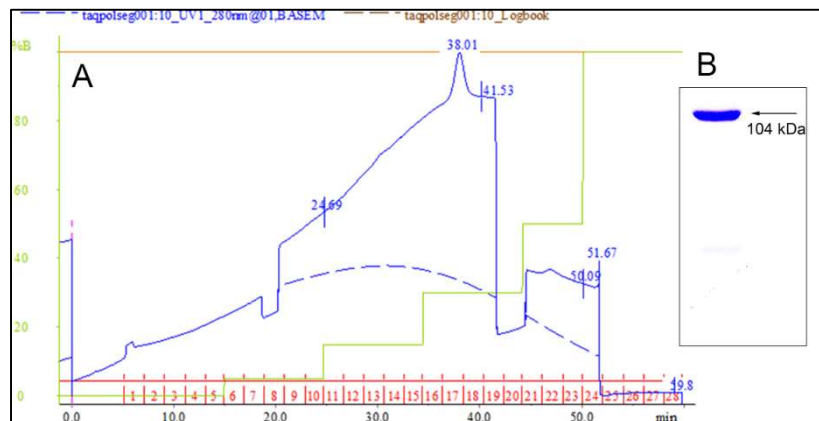 taqpolseg001:10_UV1_280nm@01,BASEM taqpolseg001:10_Logbook
%B
A
B
38.01
41.53
24.69
51.67
50.09
59.8
104 kDa
80
60
40
20
0
1 2 3 4 5 6 7 8 9 10 11 12 13 14 15 16 17 18 19 20 21 22 23 24 25 26 27 28
0.0 10.0 20.0 30.0 40.0 50.0 min